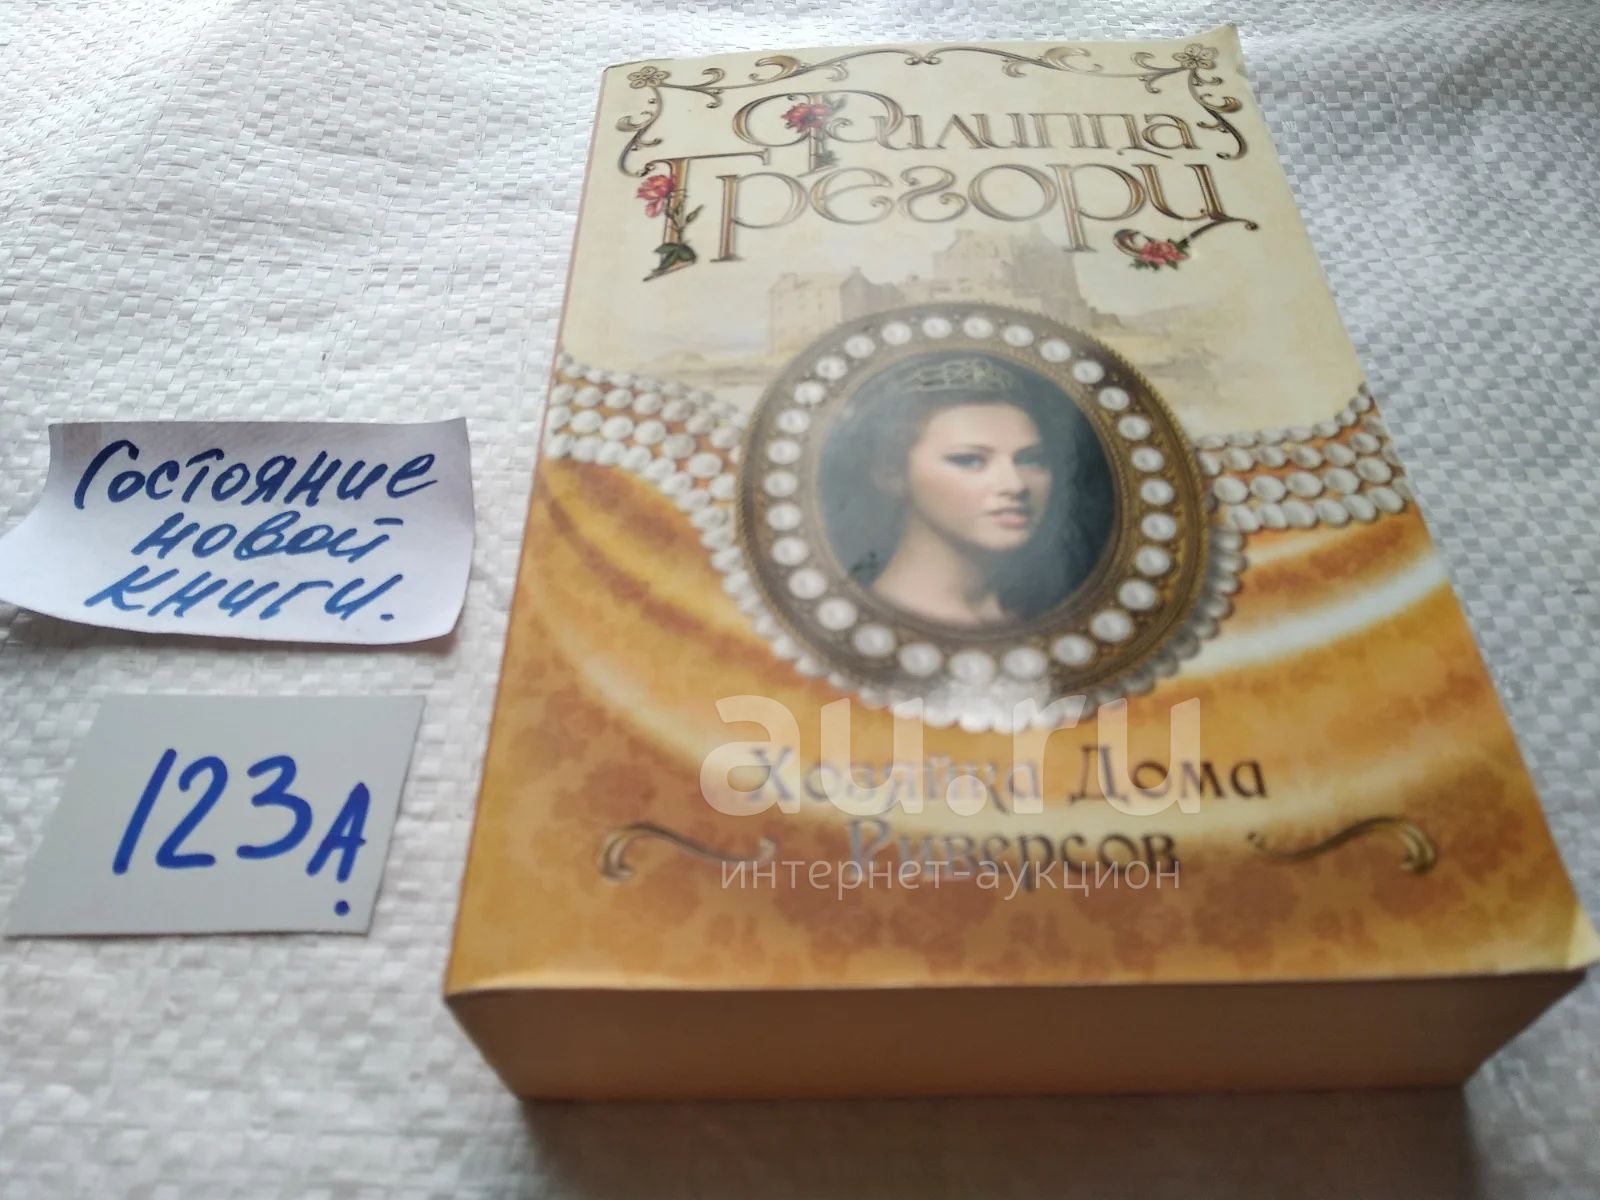 Филиппа
Грегори
Состояние
новой
книги.
123А
Хозяйка Дома
Риверсов
au.ru
интернет-аукцион